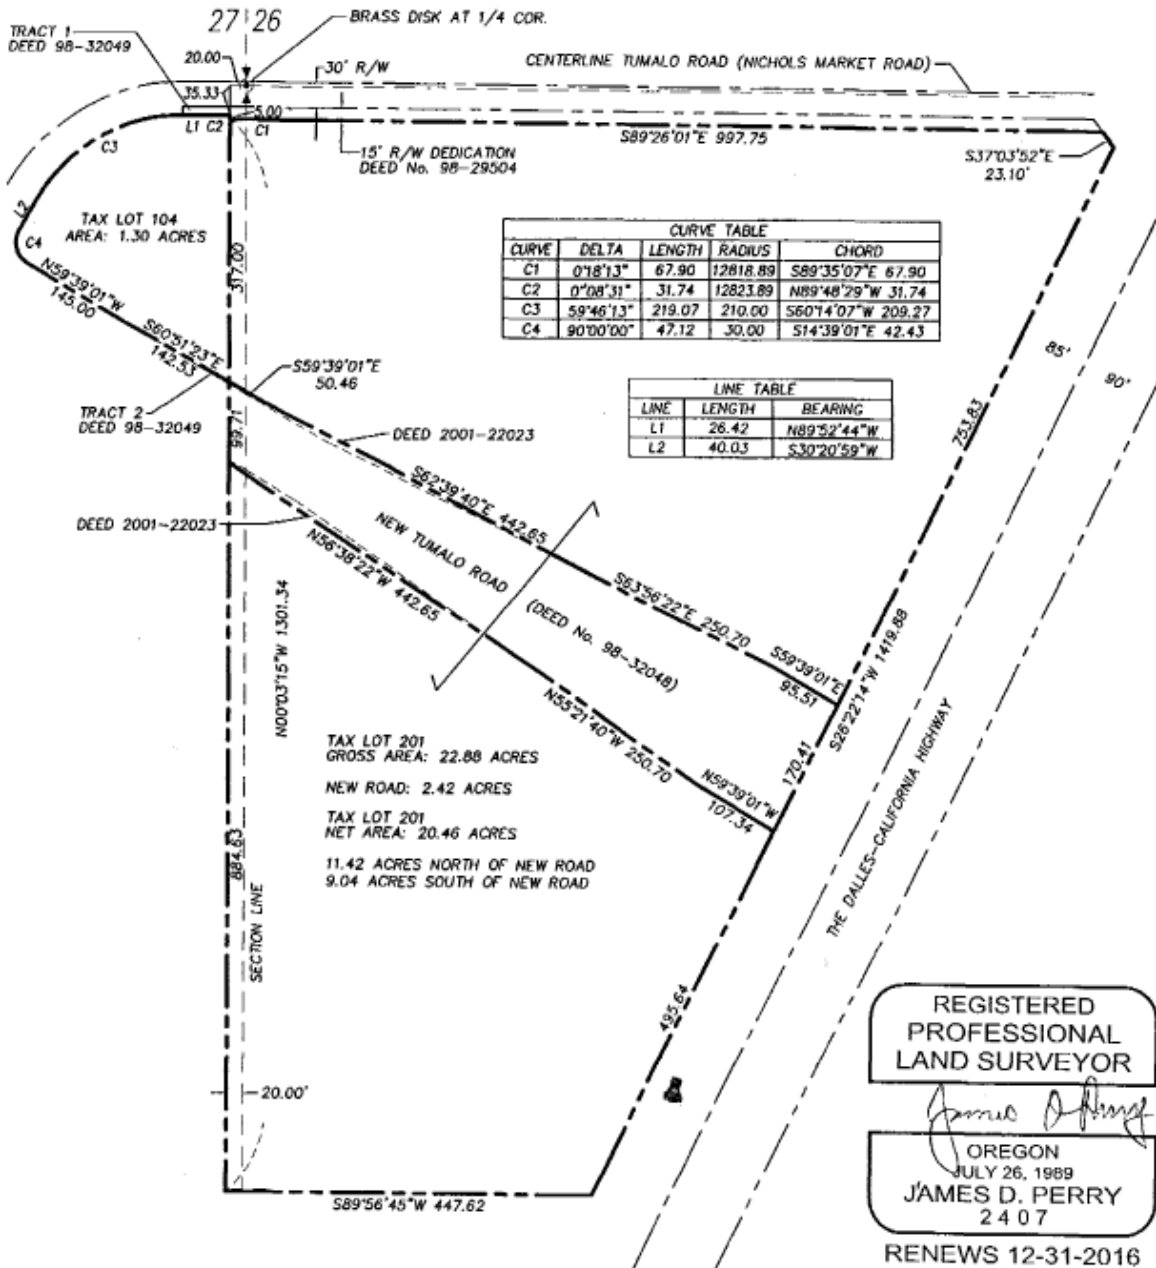 27 26
TRACT 1
DEED 98-32049
BRASS DISK AT 1/4 COR.
20.00
30' R/W
CENTERLINE TUMALO ROAD (NICHOLS MARKET ROAD)
35.33
5.00
L1 C2
C1
C3
S89°26'01"E 997.75
15' R/W DEDICATION
DEED No. 98-29504
S37°03'52"E
23.10'
L2
TAX LOT 104
AREA: 1.30 ACRES
C4
317.00
N59°39'01"W
145.00
S60°51'23"E
142.53
CURVE TABLE
CURVE DELTA LENGTH RADIUS CHORD
C1 0°18'13" 67.90 12818.89 S89°35'07"E 67.90
C2 0°08'31" 31.74 12823.89 N89°48'29"W 31.74
C3 59°46'13" 219.07 210.00 S60°14'07"W 209.27
C4 90°00'00" 47.12 30.00 S14°39'01"E 42.43
85'
90'
S59°39'01"E
50.46
LINE TABLE
LINE LENGTH BEARING
L1 26.42 N89°52'44"W
L2 40.03 S30°20'59"W
TRACT 2
DEED 98-32049
99.71
DEED 2001-22023
753.83
S62°39'40"E 442.65
DEED 2001-22023
NEW TUMALO ROAD
(DEED No. 98-32048)
N56°38'22"W 442.65
S63°56'22"E 250.70
S59°39'01"E
95.51
S26°22'14"W 1419.88
N00°03'15"W 1301.34
N55°21'40"W 250.70
170.41
N59°39'01"W
107.34
TAX LOT 201
GROSS AREA: 22.88 ACRES
NEW ROAD: 2.42 ACRES
TAX LOT 201
NET AREA: 20.46 ACRES
11.42 ACRES NORTH OF NEW ROAD
9.04 ACRES SOUTH OF NEW ROAD
884.63
SECTION LINE
THE DALLES-CALIFORNIA HIGHWAY
495.64
20.00'
S89°56'45"W 447.62
REGISTERED
PROFESSIONAL
LAND SURVEYOR
James D. Perry
OREGON
JULY 26, 1989
JAMES D. PERRY
2407
RENEWS 12-31-2016